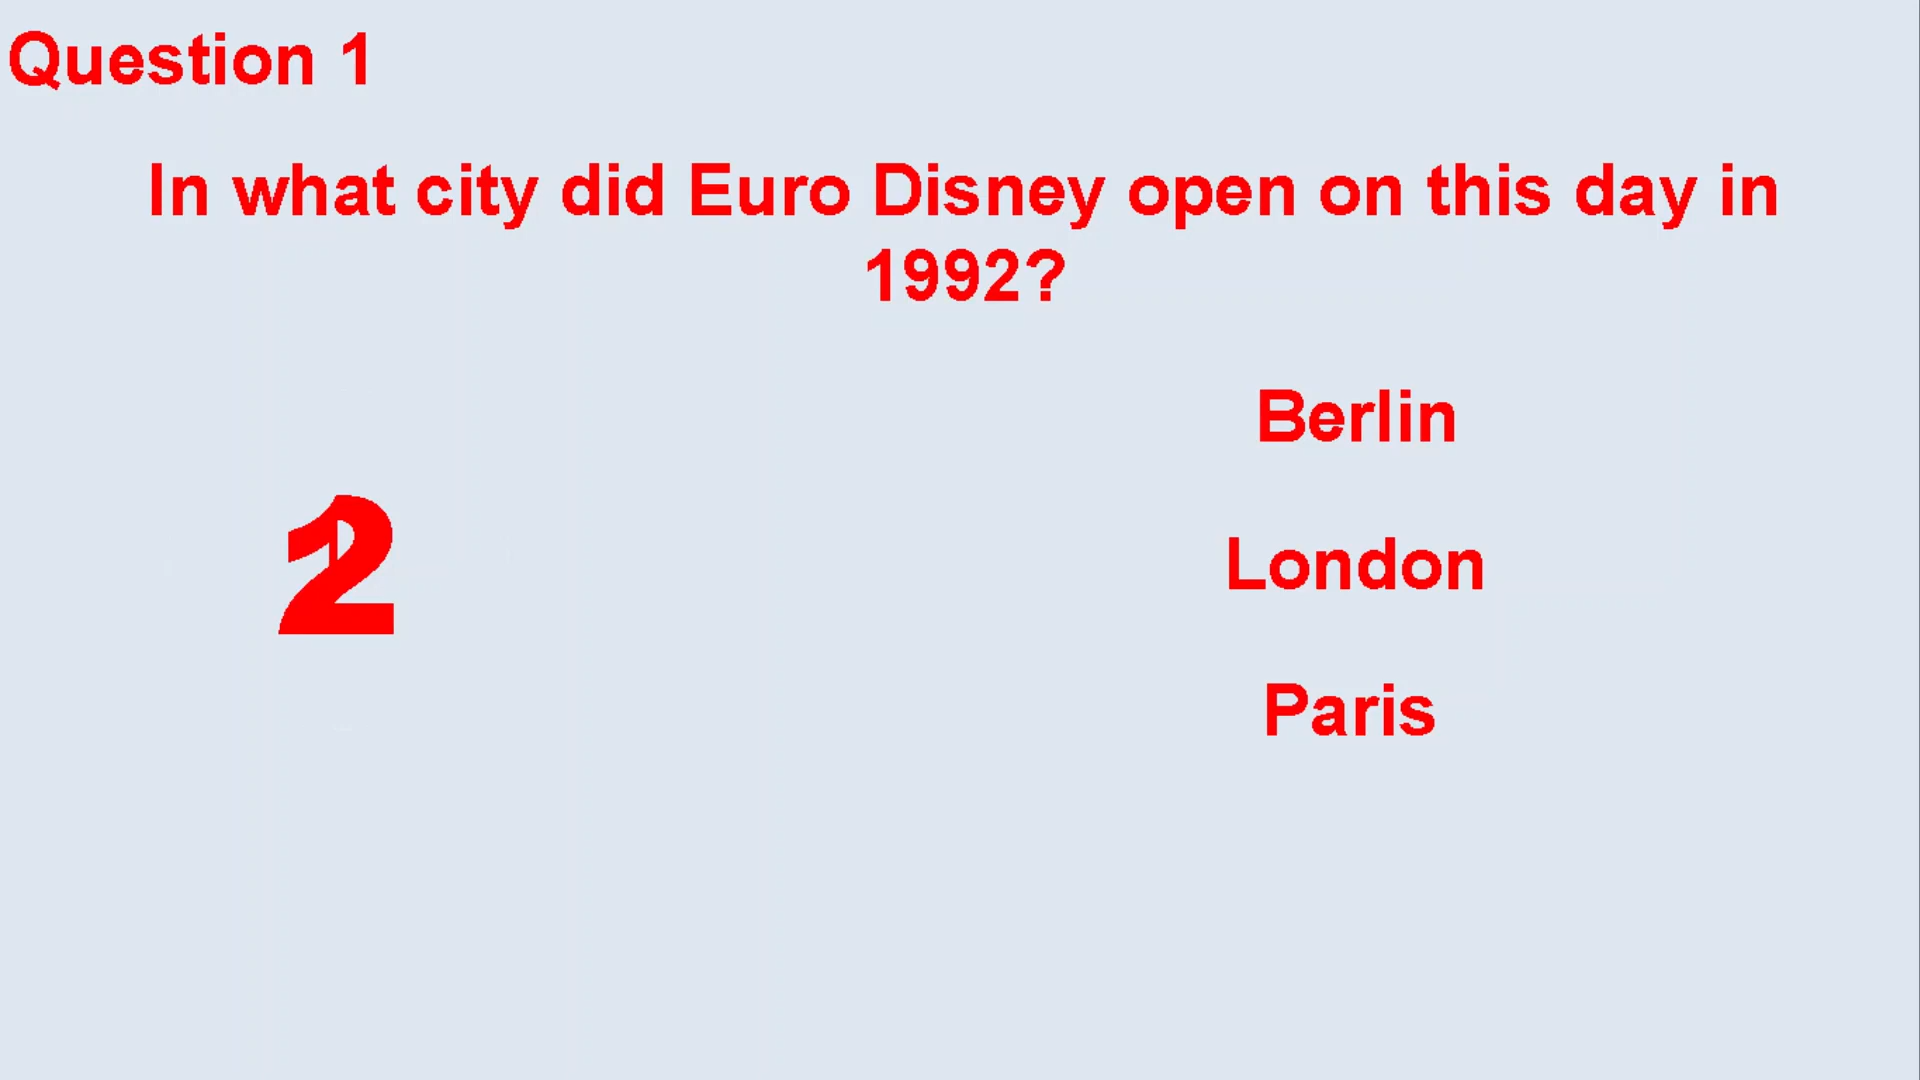 Question 1
In what city did Euro Disney open on this day in
1992?
Berlin
2
London
Paris